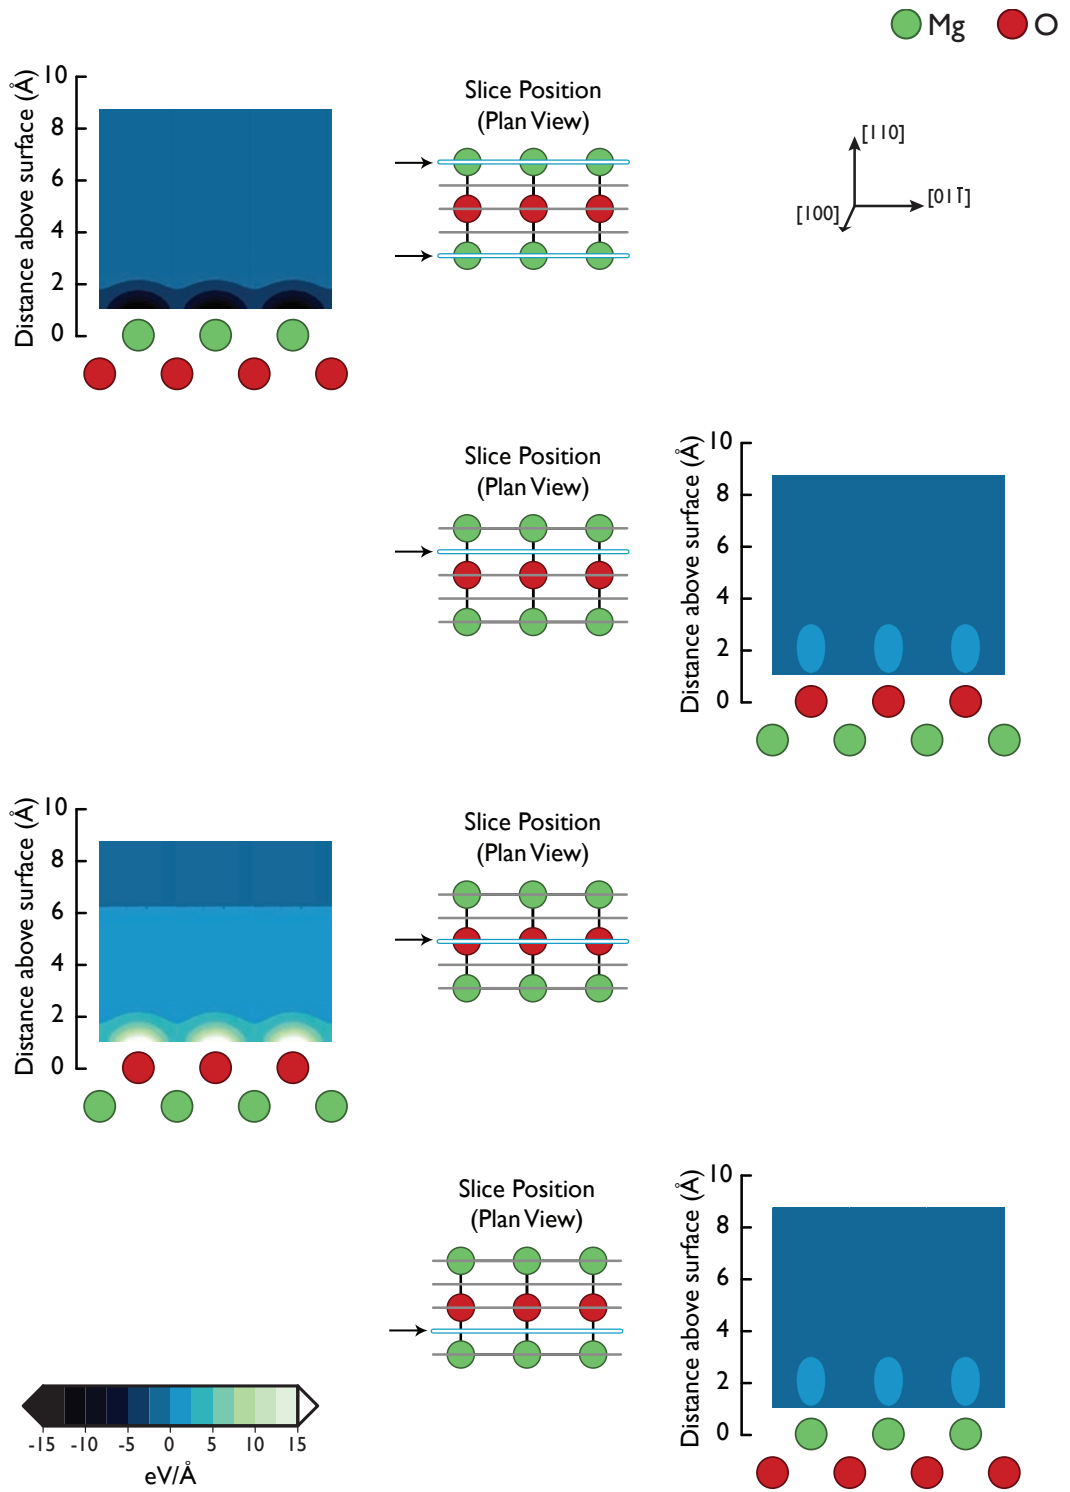 Mg O
Distance above surface (Å)
10
8
6
4
2
0
Slice Position
(Plan View)
[110]
[100]
[011̄]
Slice Position
(Plan View)
Distance above surface (Å)
10
8
6
4
2
0
Distance above surface (Å)
10
8
6
4
2
0
Slice Position
(Plan View)
Slice Position
(Plan View)
Distance above surface (Å)
10
8
6
4
2
0
-15 -10 -5 0 5 10 15
eV/Å